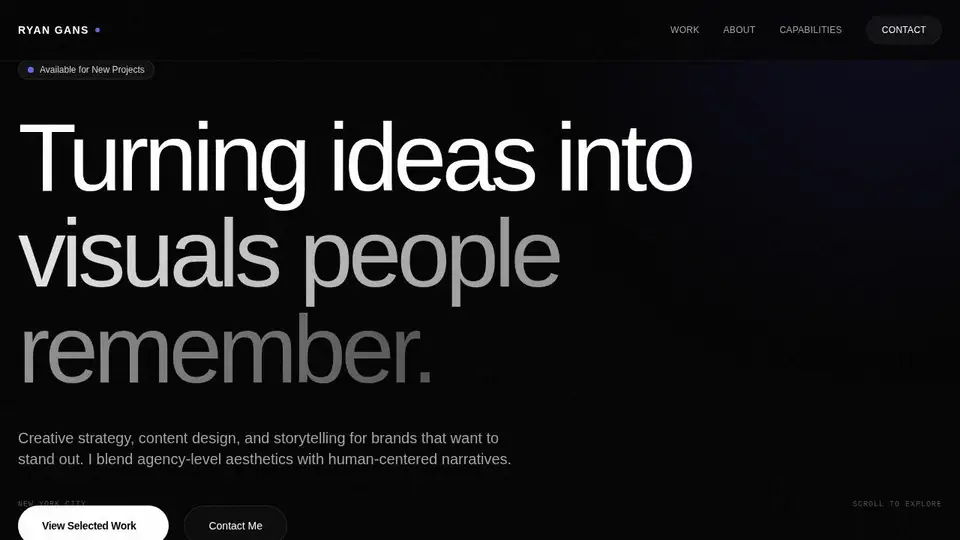 RYAN GANS
WORK
ABOUT
CAPABILITIES
CONTACT
Available for New Projects
Turning ideas into
visuals people
remember.
Creative strategy, content design, and storytelling for brands that want to
stand out. I blend agency-level aesthetics with human-centered narratives.
NEW YORK CITY
SCROLL TO EXPLORE
View Selected Work
Contact Me